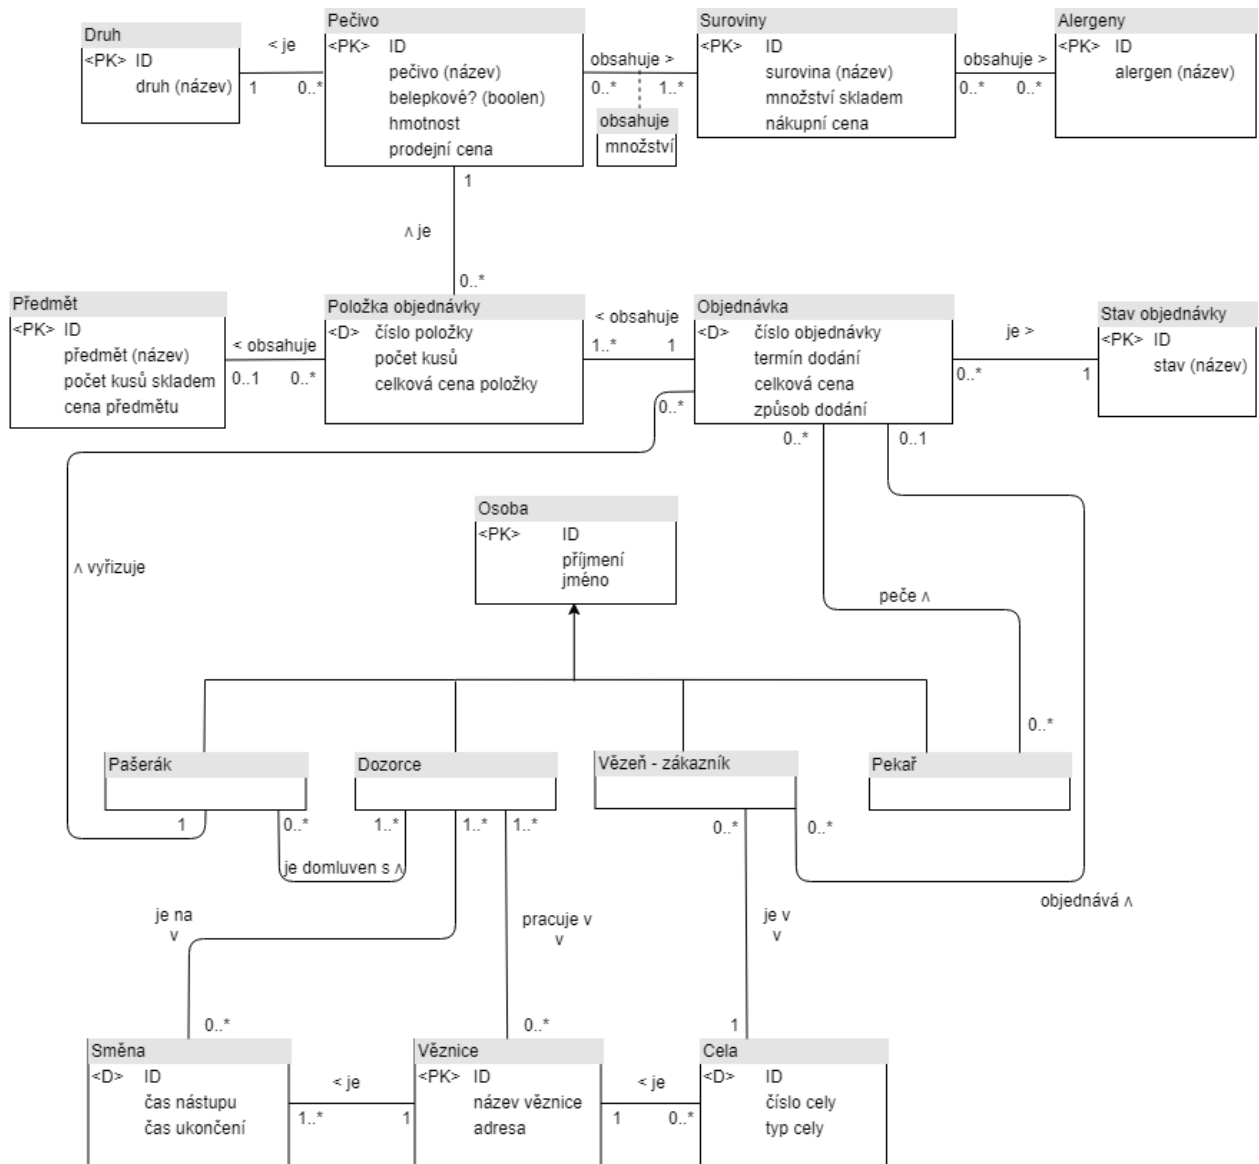 Druh
<PK> ID
druh (název)
< je
1
0..*
Pečivo
<PK> ID
pečivo (název)
belepkové? (boolen)
hmotnost
prodejní cena
obsahuje >
0..*
1..*
obsahuje
množství
Suroviny
<PK> ID
surovina (název)
množství skladem
nákupní cena
obsahuje >
0..*
0..*
Alergeny
<PK> ID
alergen (název)
1
∧ je
0..*
Předmět
<PK> ID
předmět (název)
počet kusů skladem
cena předmětu
< obsahuje
0..1
0..*
Položka objednávky
<D> číslo položky
počet kusů
celková cena položky
< obsahuje
1..*
1
Objednávka
<D> číslo objednávky
termín dodání
celková cena
způsob dodání
je >
0..*
1
Stav objednávky
<PK> ID
stav (název)
0..*
0..*
0..1
Osoba
<PK> ID
příjmení
jméno
∧ vyřizuje
peče ∧
0..*
Pašerák
Dozorce
Vězeň - zákazník
Pekař
1
0..*
1..*
1..*
1..*
0..*
0..*
je domluven s ∧
objednává ∧
je na
v
pracuje v
v
je v
v
0..*
0..*
1
Směna
<D> ID
čas nástupu
čas ukončení
< je
1..*
1
Věznice
<PK> ID
název věznice
adresa
< je
1
0..*
Cela
<D> ID
číslo cely
typ cely